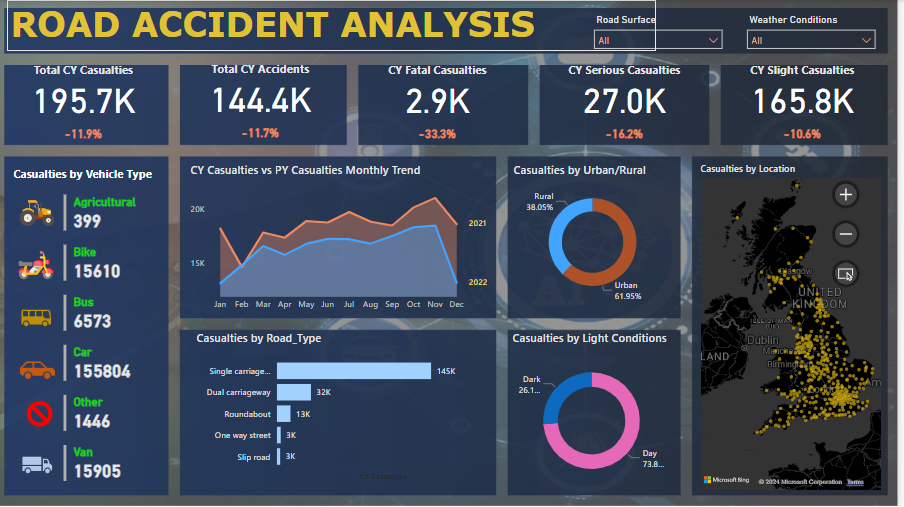 ROAD ACCIDENT ANALYSIS
Road Surface
All
Weather Conditions
All
Total CY Casualties
195.7K
-11.9%
Total CY Accidents
144.4K
-11.7%
CY Fatal Casualties
2.9K
-33.3%
CY Serious Casualties
27.0K
-16.2%
CY Slight Casualties
165.8K
-10.6%
Casualties by Vehicle Type
Agricultural
399
Bike
15610
Bus
6573
Car
155804
Other
1446
Van
15905
CY Casualties vs PY Casualties Monthly Trend
20K
15K
2021
2022
Jan Feb Mar Apr May Jun Jul Aug Sep Oct Nov Dec
Casualties by Road_Type
Single carriage... 145K
Dual carriageway 32K
Roundabout 13K
One way street 3K
Slip road 3K
Casualties by Urban/Rural
Rural
38.05%
Urban
61.95%
Casualties by Light Conditions
Dark
26.1...
Day
73.8...
Casualties by Location
+
−
Glasgow
UNITED
KINGDOM
ISLE OF MAN
Dublin
LAND
Microsoft Bing
© 2024 Microsoft Corporation Terms